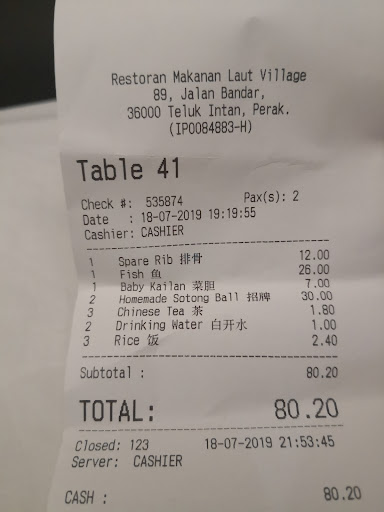 Restoran Makanan Laut Village
89, Jalan Bandar,
36000 Teluk Intan, Perak.
(IP0084883-H)
Table 41
Check #: 535874 Pax(s): 2
Date : 18-07-2019 19:19:55
Cashier: CASHIER
1 Spare Rib 排骨 12.00
1 Fish 鱼 26.00
1 Baby Kailan 菜胆 7.00
2 Homemade Sotong Ball 招牌 30.00
3 Chinese Tea 茶 1.80
2 Drinking Water 白开水 1.00
3 Rice 饭 2.40
Subtotal : 80.20
TOTAL: 80.20
Closed: 123 18-07-2019 21:53:45
Server: CASHIER
CASH : 80.20